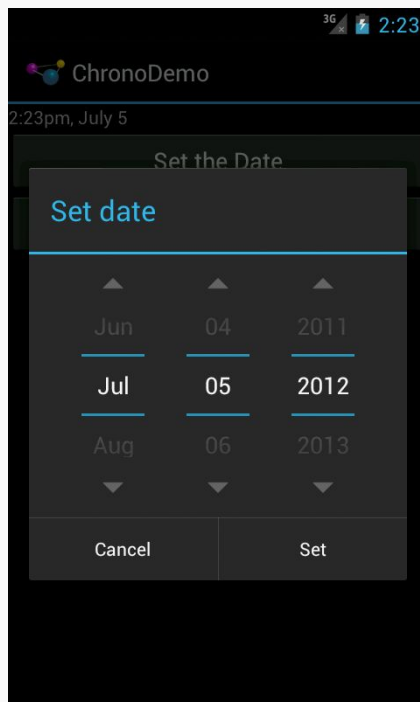 3G 2:23
ChronoDemo
2:23pm, July 5
Set the Date
Set date
Jun 04 2011
Jul 05 2012
Aug 06 2013
Cancel Set